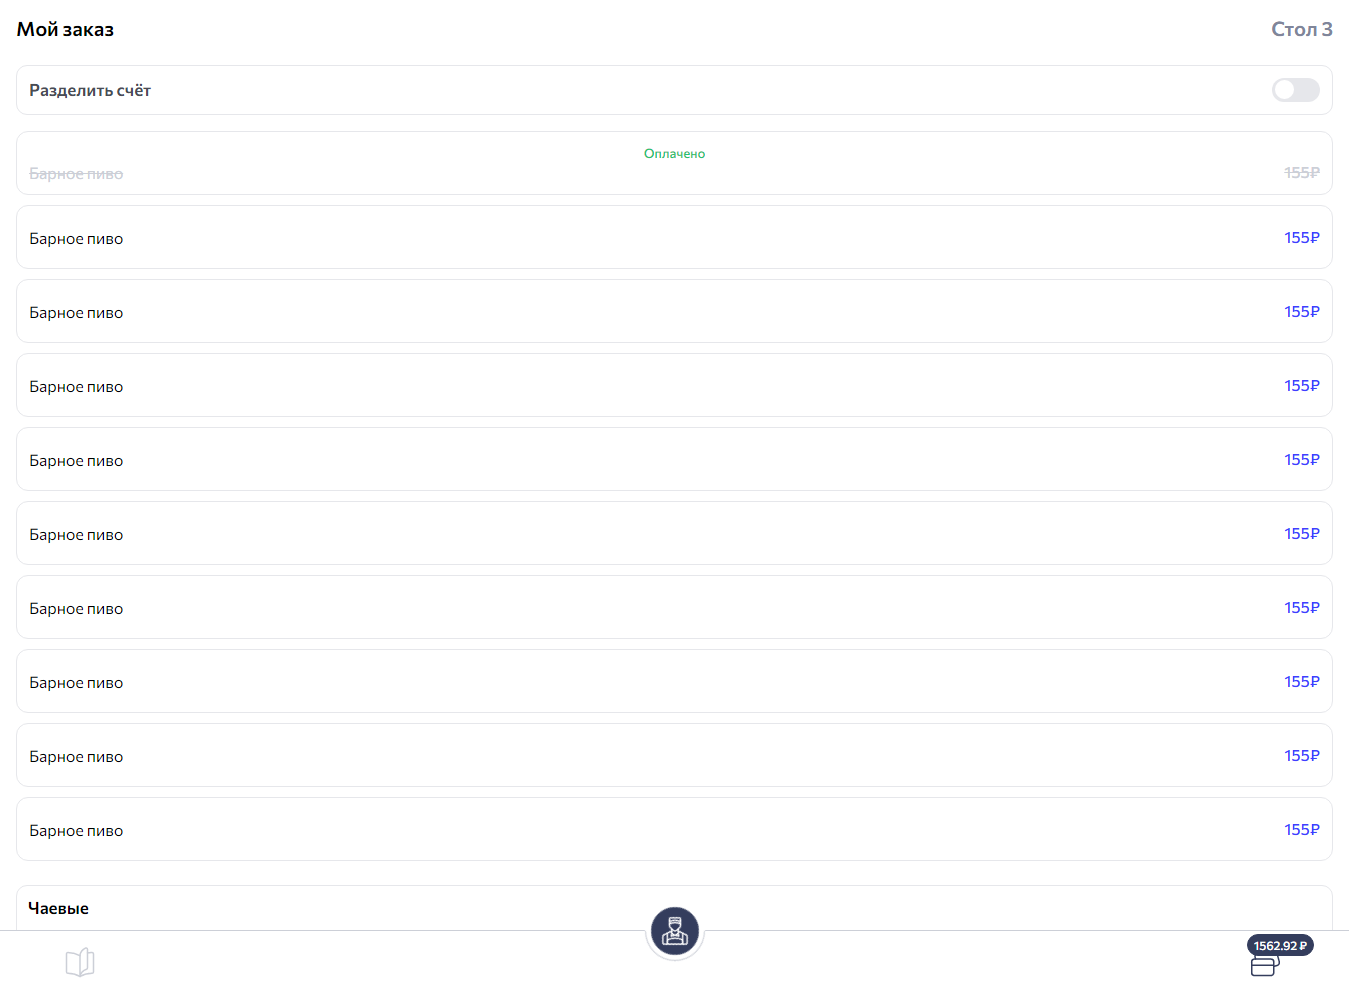 Мой заказ
Стол 3
Разделить счёт
Оплачено
Барное пиво 155₽
Барное пиво 155₽
Барное пиво 155₽
Барное пиво 155₽
Барное пиво 155₽
Барное пиво 155₽
Барное пиво 155₽
Барное пиво 155₽
Барное пиво 155₽
Барное пиво 155₽
Чаевые
1562.92 ₽